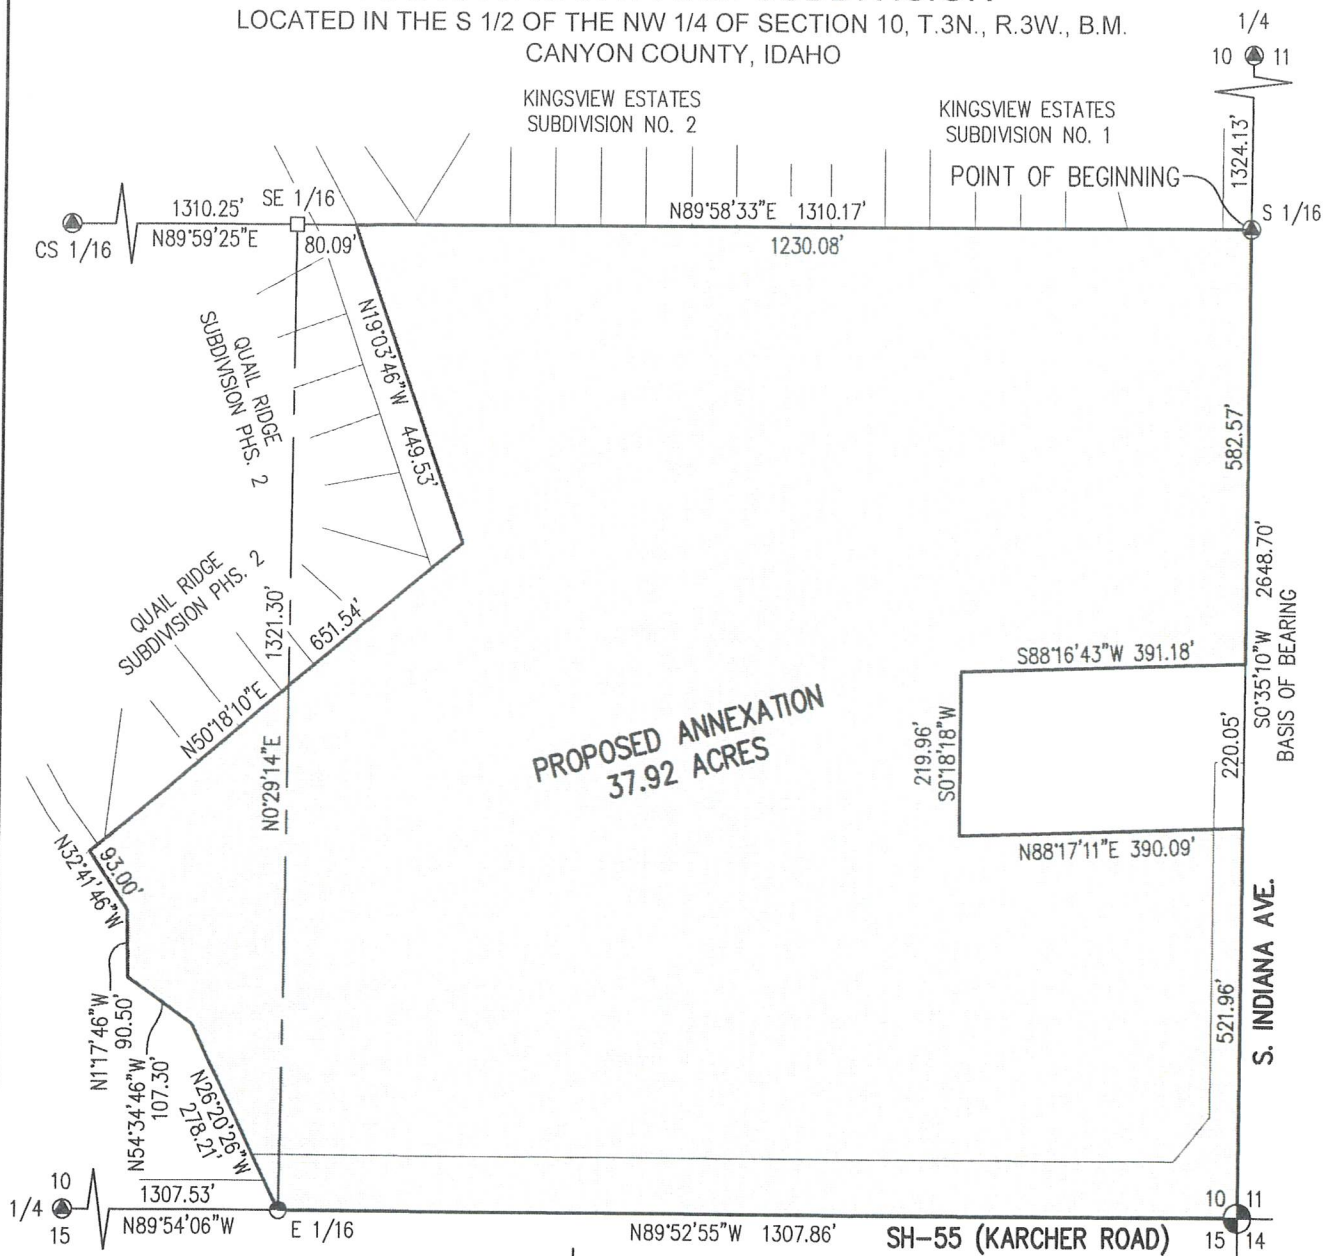 LOCATED IN THE S 1/2 OF THE NW 1/4 OF SECTION 10, T.3N., R.3W., B.M.
CANYON COUNTY, IDAHO
1/4
10 11
KINGSVIEW ESTATES
SUBDIVISION NO. 2
KINGSVIEW ESTATES
SUBDIVISION NO. 1
1324.13'
POINT OF BEGINNING
S 1/16
CS 1/16
1310.25'
N89°59'25"E
SE 1/16
80.09'
N89°58'33"E 1310.17'
1230.08'
N19°03'46"W 449.53'
QUAIL RIDGE
SUBDIVISION PHS. 2
582.57'
QUAIL RIDGE
SUBDIVISION PHS. 2
1321.30'
651.54'
N50°18'10"E
N0°29'14"E
S0°35'10"W 2648.70'
BASIS OF BEARING
S88°16'43"W 391.18'
219.96'
S0°18'18"W
220.05'
N88°17'11"E 390.09'
PROPOSED ANNEXATION
37.92 ACRES
93.00'
N32°41'46"W
N1°17'46"W
90.50'
N54°34'46"W
107.30'
N26°20'26"W
278.21'
521.96'
S. INDIANA AVE.
10
1/4
15
1307.53'
N89°54'06"W
E 1/16
N89°52'55"W 1307.86'
SH-55 (KARCHER ROAD)
10 11
15 14